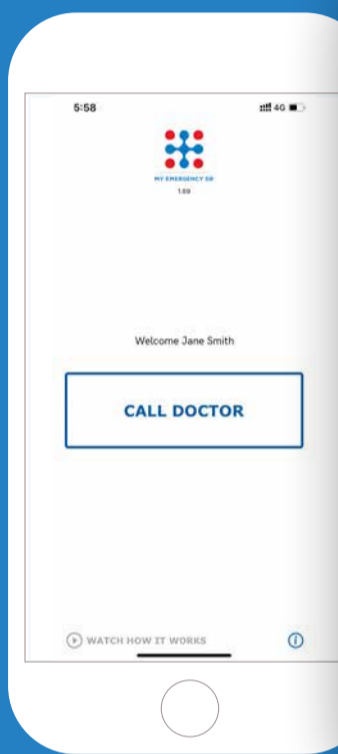 5:58
4G
MY EMERGENCY DR
1.69
Welcome Jane Smith
CALL DOCTOR
WATCH HOW IT WORKS
i